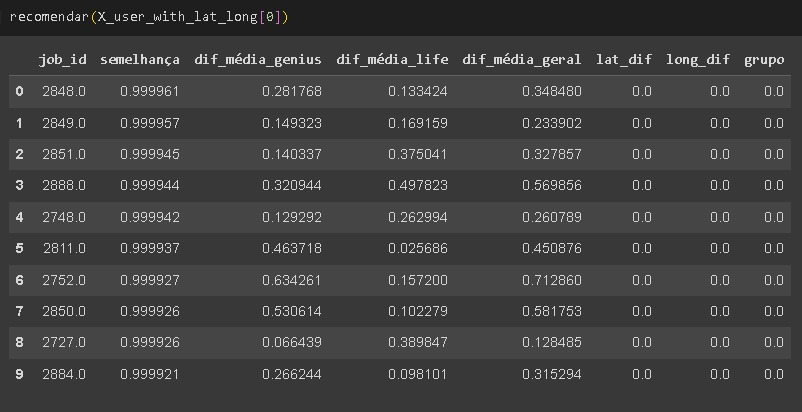 recomendar(X_user_with_lat_long[0])
job_id semelhança dif_média_genius dif_média_life dif_média_geral lat_dif long_dif grupo
0 2848.0 0.999961 0.281768 0.133424 0.348480 0.0 0.0 0.0
1 2849.0 0.999957 0.149323 0.169159 0.233902 0.0 0.0 0.0
2 2851.0 0.999945 0.140337 0.375041 0.327857 0.0 0.0 0.0
3 2888.0 0.999944 0.320944 0.497823 0.569856 0.0 0.0 0.0
4 2748.0 0.999942 0.129292 0.262994 0.260789 0.0 0.0 0.0
5 2811.0 0.999937 0.463718 0.025686 0.450876 0.0 0.0 0.0
6 2752.0 0.999927 0.634261 0.157200 0.712860 0.0 0.0 0.0
7 2850.0 0.999926 0.530614 0.102279 0.581753 0.0 0.0 0.0
8 2727.0 0.999926 0.066439 0.389847 0.128485 0.0 0.0 0.0
9 2884.0 0.999921 0.266244 0.098101 0.315294 0.0 0.0 0.0